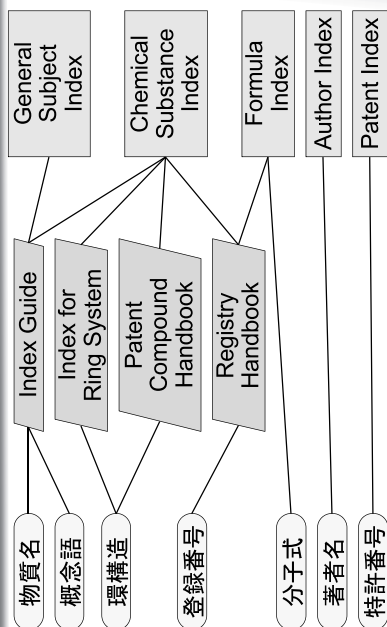 物質名
概念語
環構造
登録番号
分子式
著者名
特許番号
Index Guide
Index for
Ring System
Patent
Compound
Handbook
Registry
Handbook
General
Subject
Index
Chemical
Substance
Index
Formula
Index
Author Index
Patent Index